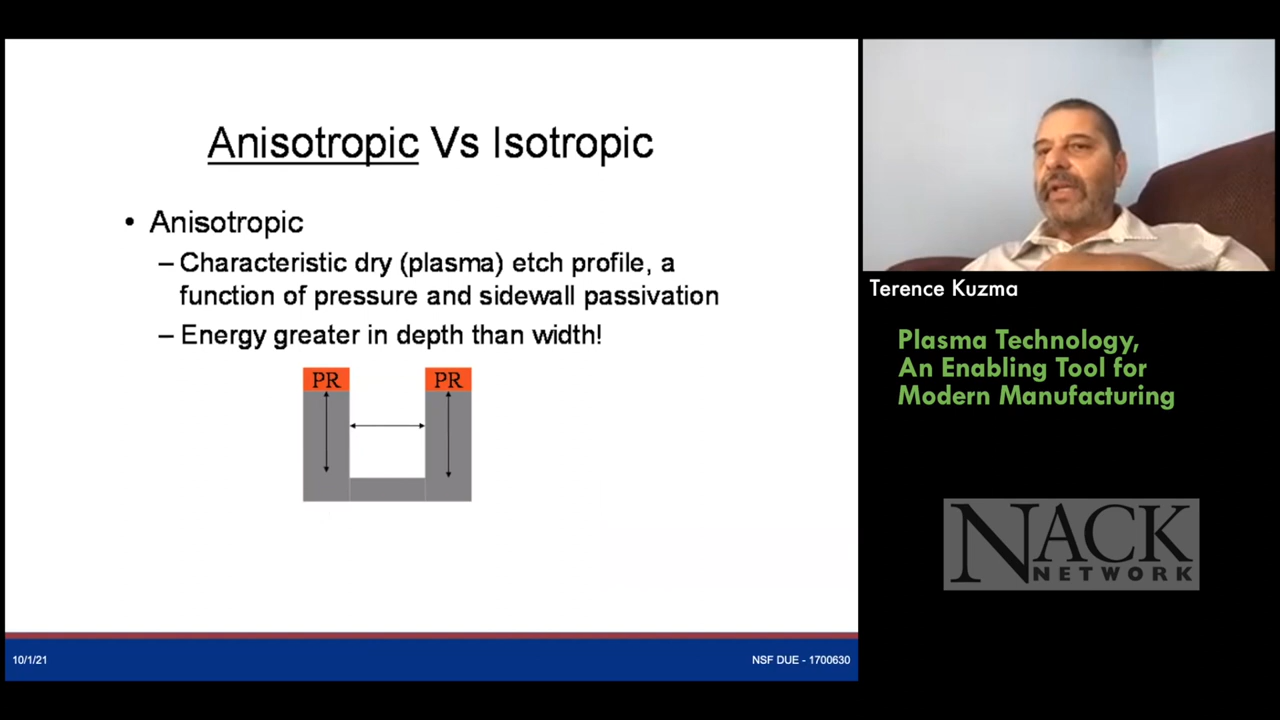 Anisotropic Vs Isotropic
• Anisotropic
– Characteristic dry (plasma) etch profile, a
function of pressure and sidewall passivation
– Energy greater in depth than width!
PR PR
10/1/21
NSF DUE - 1700630
Terence Kuzma
Plasma Technology,
An Enabling Tool for
Modern Manufacturing
NACK
NETWORK